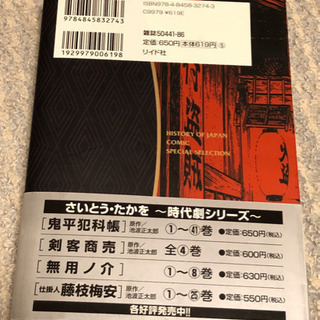 ISBN978-4-8458-3274-3
C9979 ¥619E
9784845832743
1929979006198
雑誌50441-86
定価:650円 本体619円 ⑤
リイド社
HISTORY OF JAPAN
COMIC
SPECIAL SELECTION
さいとう・たかを 〜時代劇シリーズ〜
[鬼平犯科帳] 原作/池波正太郎 ①〜㊶巻 ●定価650円(税込)
[剣客商売] 原作/池波正太郎 全④巻 ●定価600円(税込)
[無用ノ介] ①〜⑧巻 ●定価630円(税込)
[仕掛人 藤枝梅安] 原作/池波正太郎 ①〜㉕巻 ●定価550円(税込)
各好評発売中!!